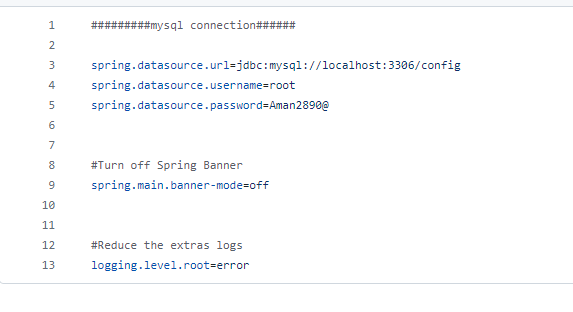 1 #########mysql connection######
2
3 spring.datasource.url=jdbc:mysql://localhost:3306/config
4 spring.datasource.username=root
5 spring.datasource.password=Aman2890@
6
7
8 #Turn off Spring Banner
9 spring.main.banner-mode=off
10
11
12 #Reduce the extras logs
13 logging.level.root=error